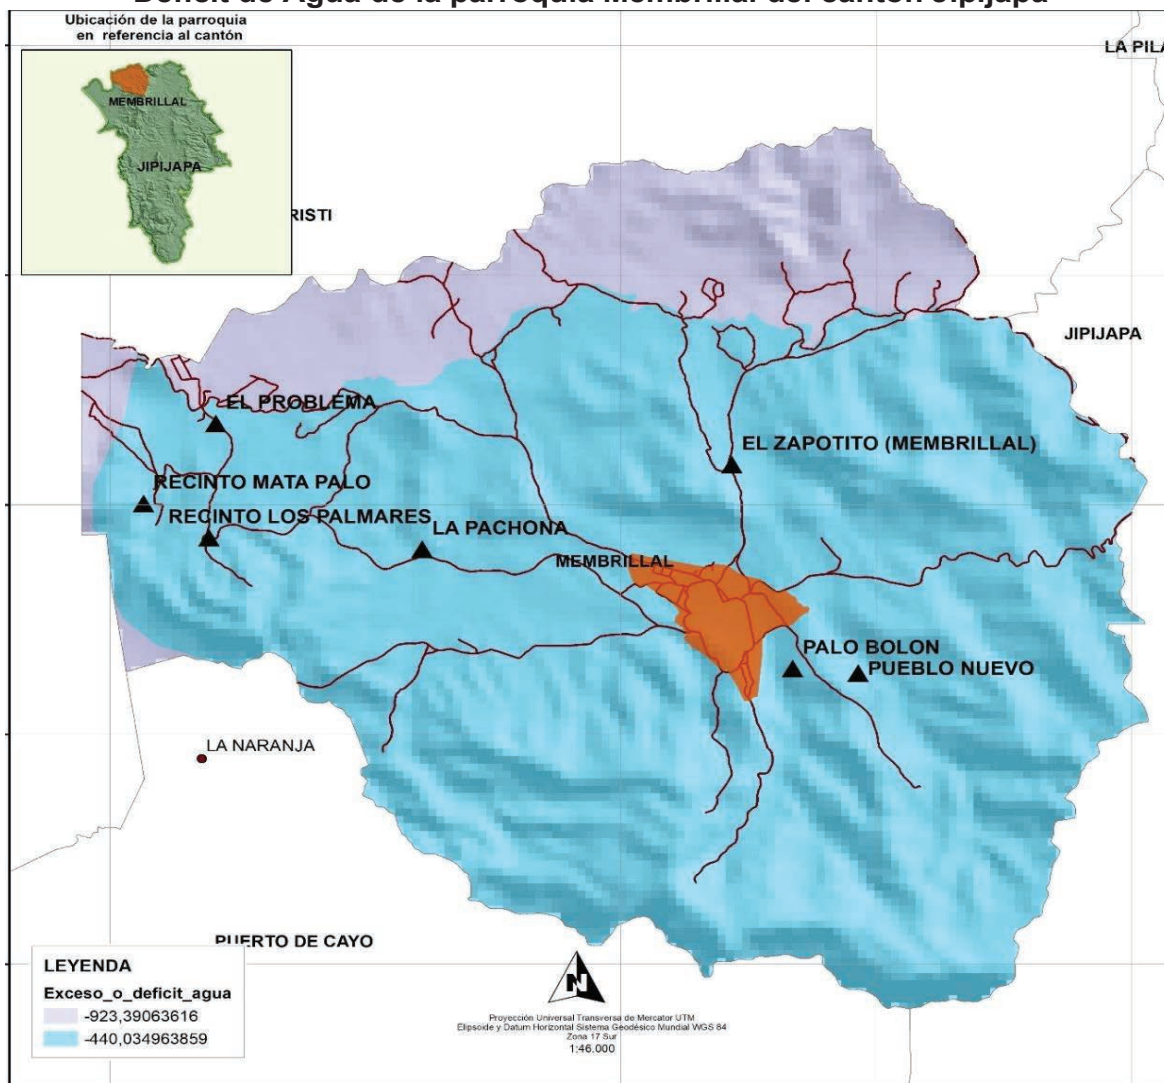 Déficit de Agua de la parroquia Membrillal del cantón Jipijapa
Ubicación de la parroquia
en referencia al cantón
MEMBRILLAL
JIPIJAPA
RISTI
LA PILA
JIPIJAPA
EL PROBLEMA
EL ZAPOTITO (MEMBRILLAL)
RECINTO MATA PALO
RECINTO LOS PALMARES
LA PACHONA
MEMBRILLAL
PALO BOLON
PUEBLO NUEVO
LA NARANJA
PUERTO DE CAYO
LEYENDA
Exceso_o_deficit_agua
-923,39063616
-440,034963859
N
Proyección Universal Transversa de Mercator UTM
Elipsoide y Datum Horizontal Sistema Geodésico Mundial WGS 84
Zona 17 Sur
1:46.000